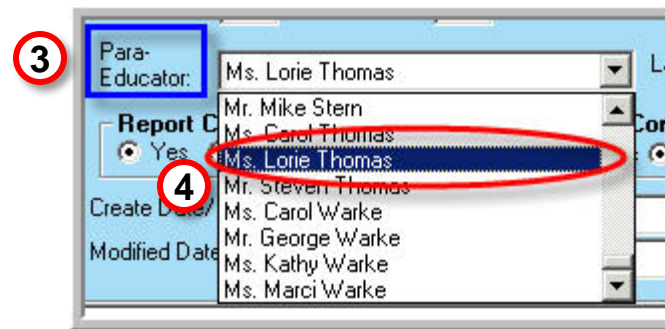 3
Para-
Educator:
Ms. Lorie Thomas
Mr. Mike Stern
Report C
Ms. Carol Thomas
Cor
Yes
Ms. Lorie Thomas
4
Mr. Steven Thomas
Create Date/
Ms. Carol Warke
Mr. George Warke
Modified Date
Ms. Kathy Warke
Ms. Marci Warke